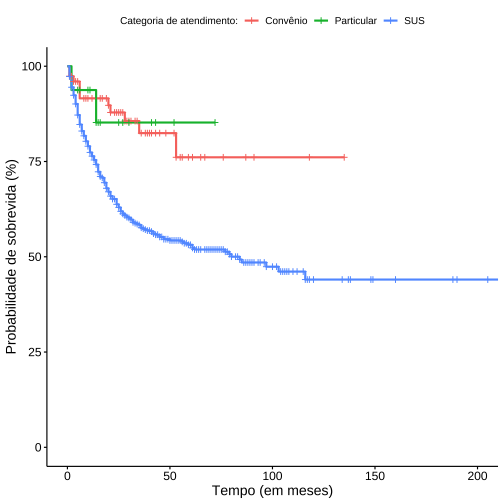 Categoria de atendimento: Convênio Particular SUS
100
75
50
25
0
Probabilidade de sobrevida (%)
0 50 100 150 200
Tempo (em meses)